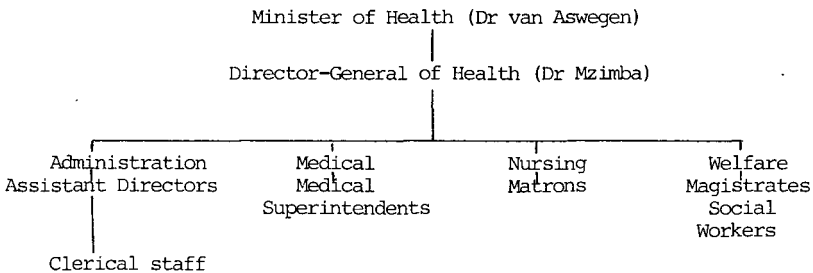 Minister of Health (Dr van Aswegen)
Director-General of Health (Dr Mzimba)
Administration
Assistant Directors
Clerical staff
Medical
Medical
Superintendents
Nursing
Matrons
Welfare
Magistrates
Social
Workers